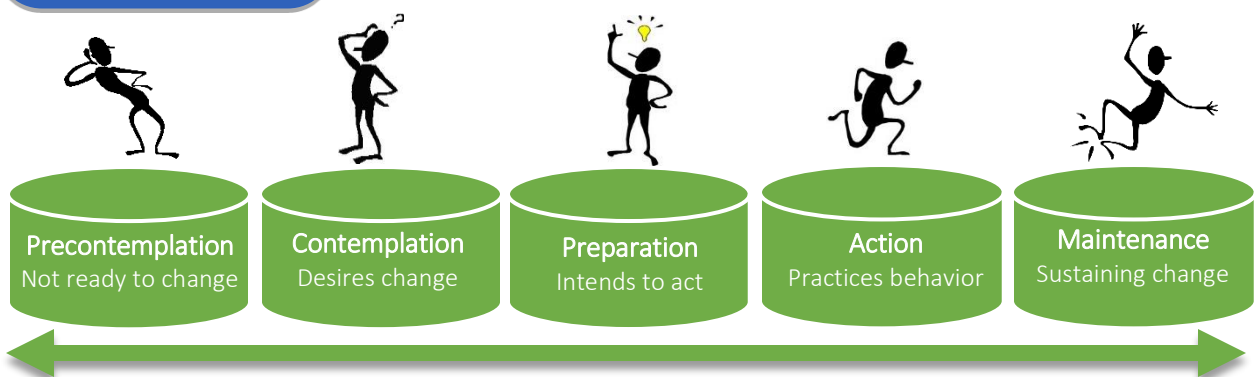 ?
Precontemplation
Not ready to change
Contemplation
Desires change
Preparation
Intends to act
Action
Practices behavior
Maintenance
Sustaining change